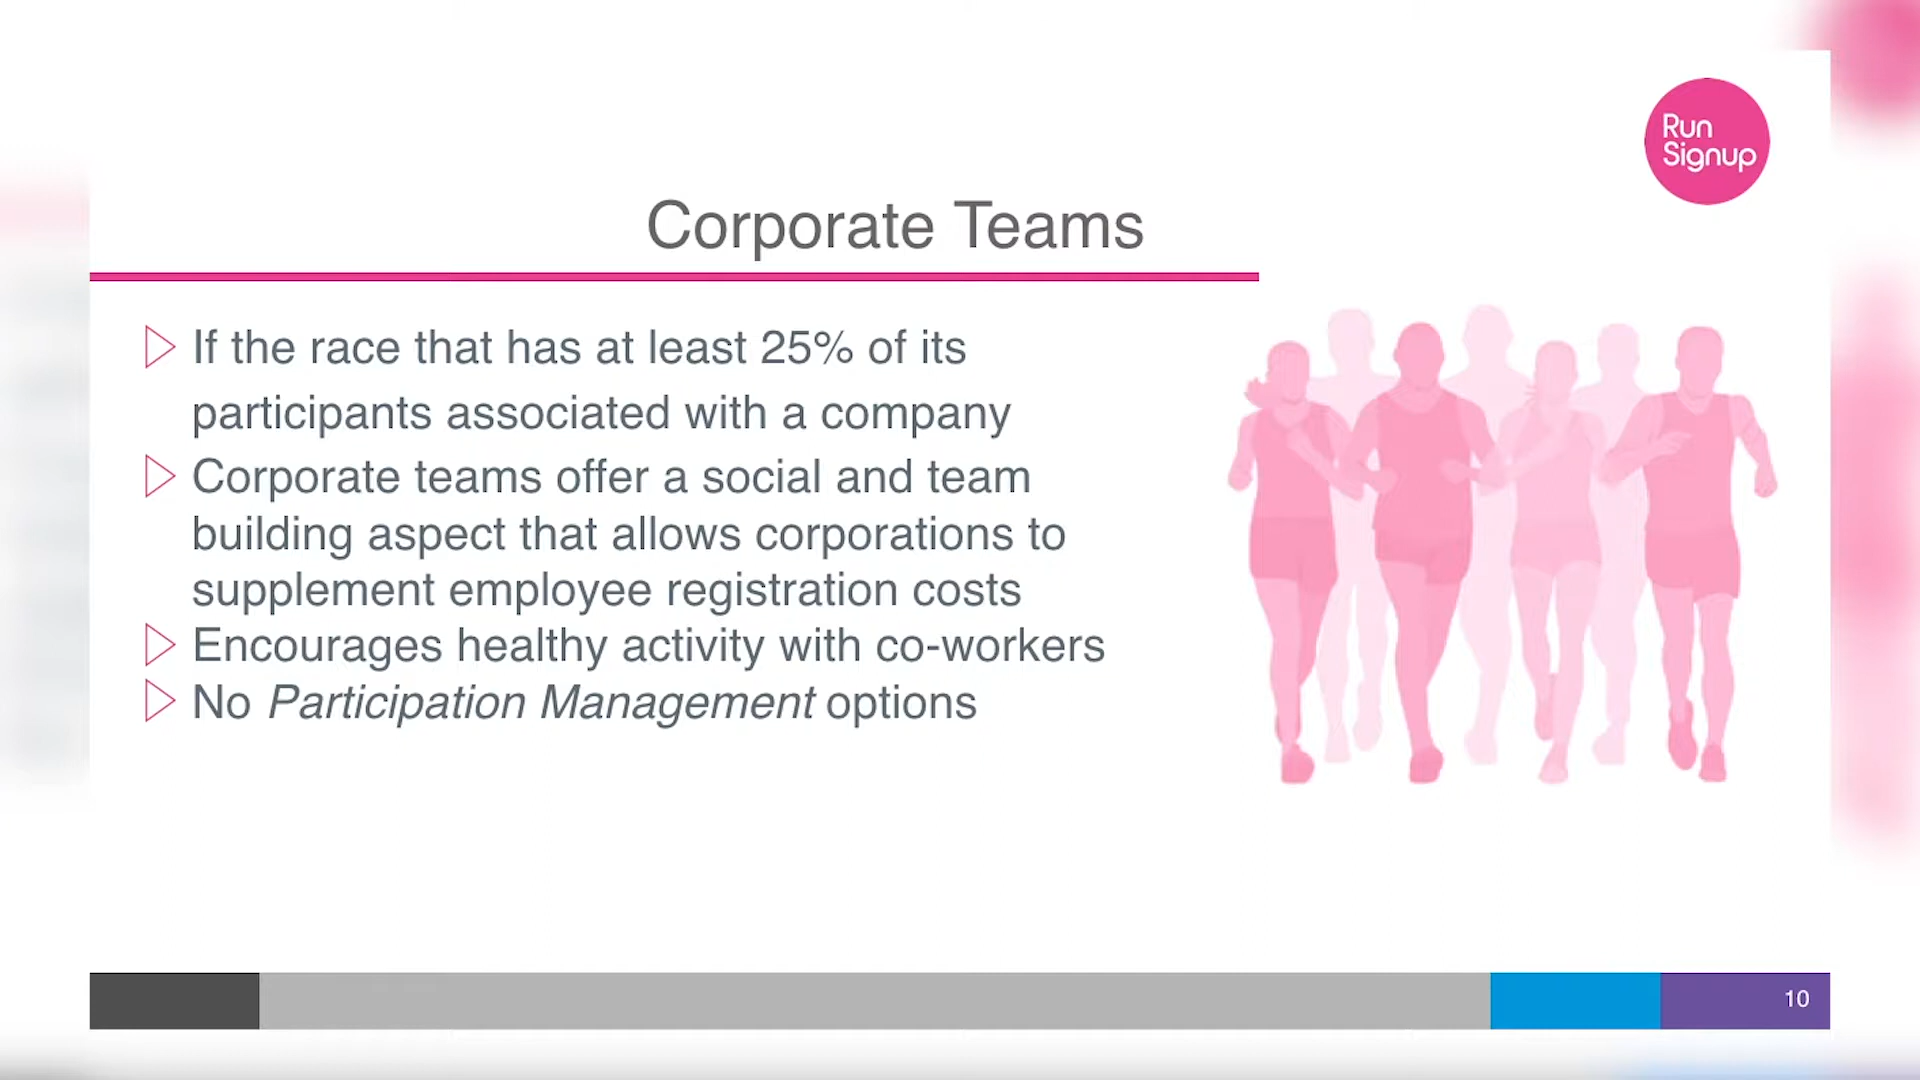 Run
Signup
Corporate Teams
If the race that has at least 25% of its
participants associated with a company
Corporate teams offer a social and team
building aspect that allows corporations to
supplement employee registration costs
Encourages healthy activity with co-workers
No Participation Management options
10